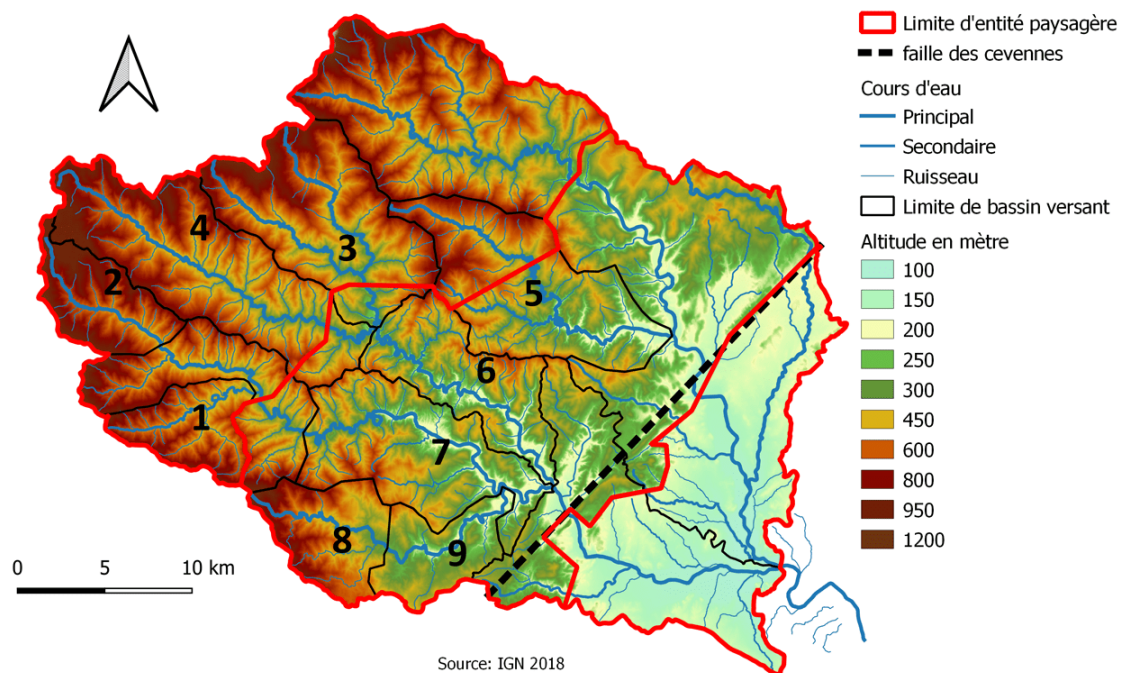 Limite d'entité paysagère
faille des cevennes
Cours d'eau
Principal
Secondaire
Ruisseau
Limite de bassin versant
Altitude en mètre
100
150
200
250
300
450
600
800
950
1200
4
3
2
5
6
1
7
8
9
0 5 10 km
Source: IGN 2018